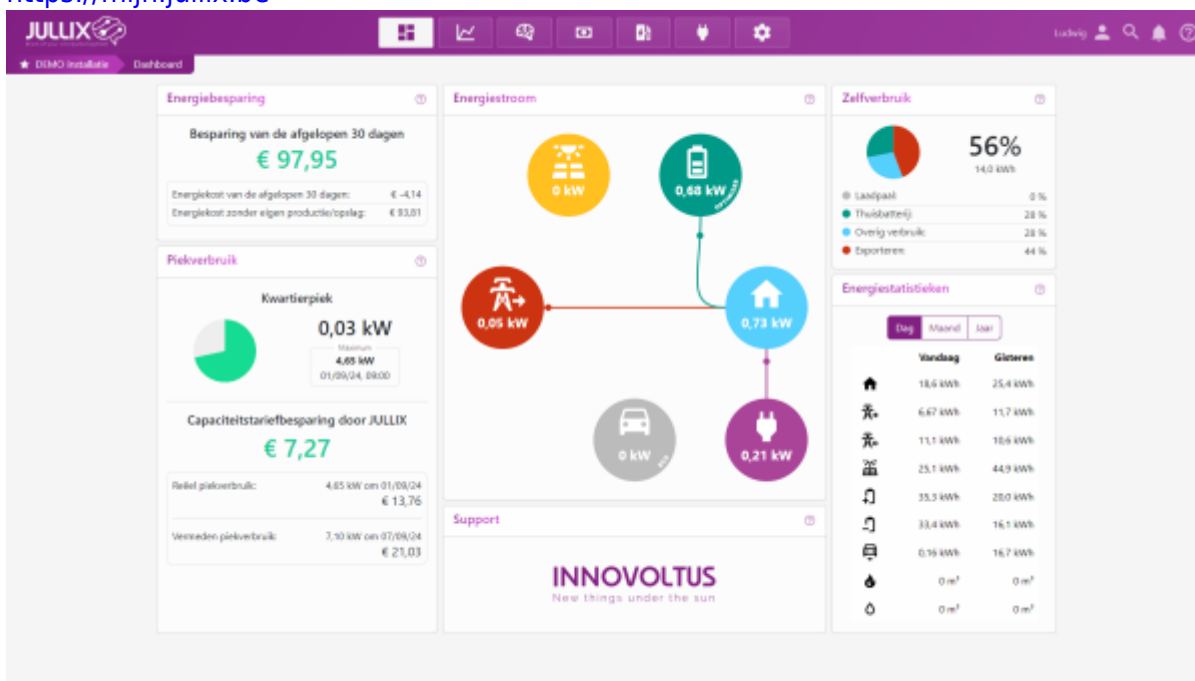 https://mijn.jullix.be
JULLIX
Ludwig
DEMO Installatie
Dashboard
Energiebesparing
Besparing van de afgelopen 30 dagen
€ 97,95
Energiekost van de afgelopen 30 dagen: € -4,14
Energiekost zonder eigen productie/opslag: € 93,81
Piekverbruik
Kwartierpiek
0,03 kW
Maximum
4,65 kW
01/09/24, 09:00
Capaciteitstariefbesparing door JULLIX
€ 7,27
Reëel piekverbruik: 4,65 kW om 01/09/24
€ 13,76
Vermeden piekverbruik: 7,10 kW om 07/09/24
€ 21,03
Energiestroom
0 kW
0,68 kW
0,05 kW
0,73 kW
0 kW
ECO
0,21 kW
Support
INNOVOLTUS
New things under the sun
Zelfverbruik
56%
14,0 kWh
Laadpaal: 0 %
Thuisbatterij: 28 %
Overig verbruik: 28 %
Exporteren: 44 %
Energiestatistieken
Dag Maand Jaar
Vandaag Gisteren
18,6 kWh 25,4 kWh
6,67 kWh 11,7 kWh
11,1 kWh 10,6 kWh
25,1 kWh 44,9 kWh
35,3 kWh 20,0 kWh
33,4 kWh 16,1 kWh
0,16 kWh 16,7 kWh
0 m³ 0 m³
0 m³ 0 m³